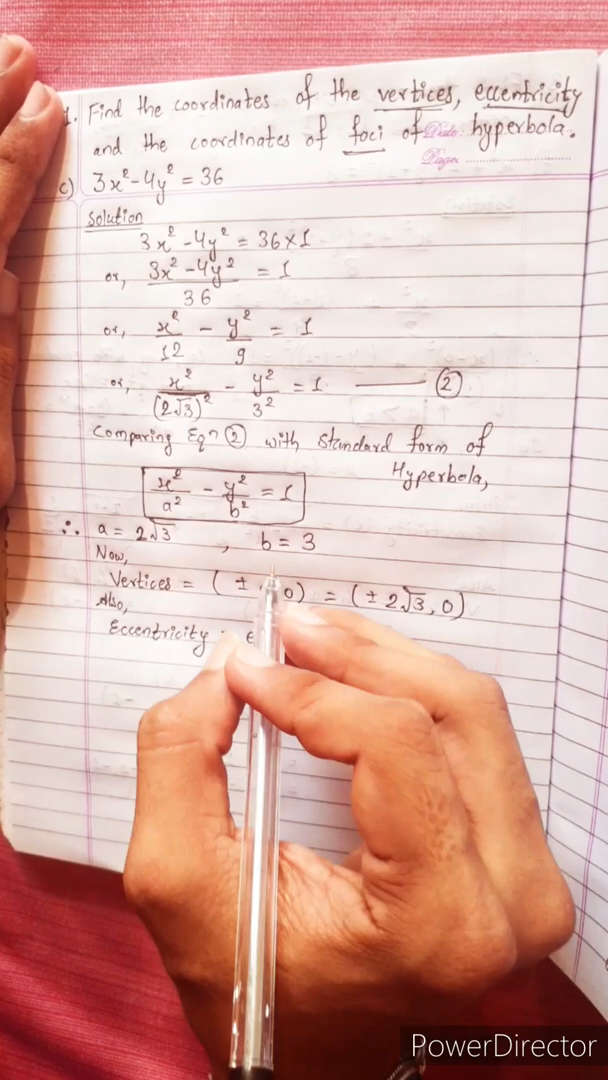 1. Find the coordinates of the vertices, eccentricity
and the coordinates of foci of hyperbola.
Date:
Page:
c) 3x² - 4y² = 36
Solution
3x² - 4y² = 36 × 1
or, 3x² - 4y² / 36 = 1
or, x² / 12 - y² / 9 = 1
or, x² / (2√3)² - y² / 3² = 1 —— ②
Comparing Eqⁿ ② with standard form of
Hyperbola,
x² / a² - y² / b² = 1
∴ a = 2√3 , b = 3
Now,
Vertices = (± , 0) = (± 2√3, 0)
Also,
Eccentricity
PowerDirector